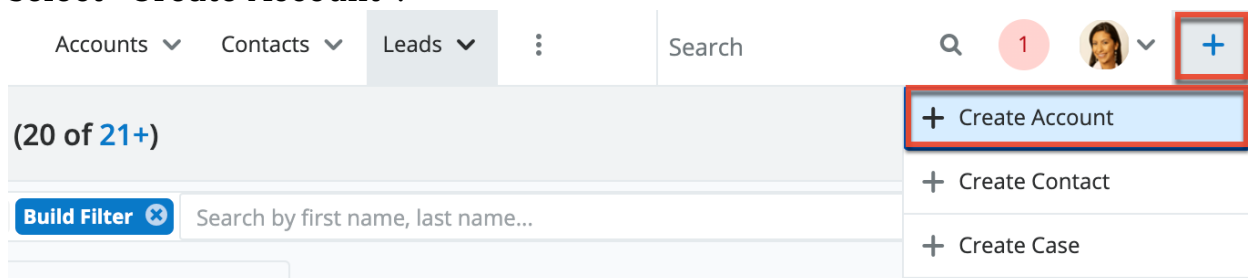 Accounts Contacts Leads Search 1 +
+ Create Account
(20 of 21+)
+ Create Contact
Build Filter Search by first name, last name...
+ Create Case